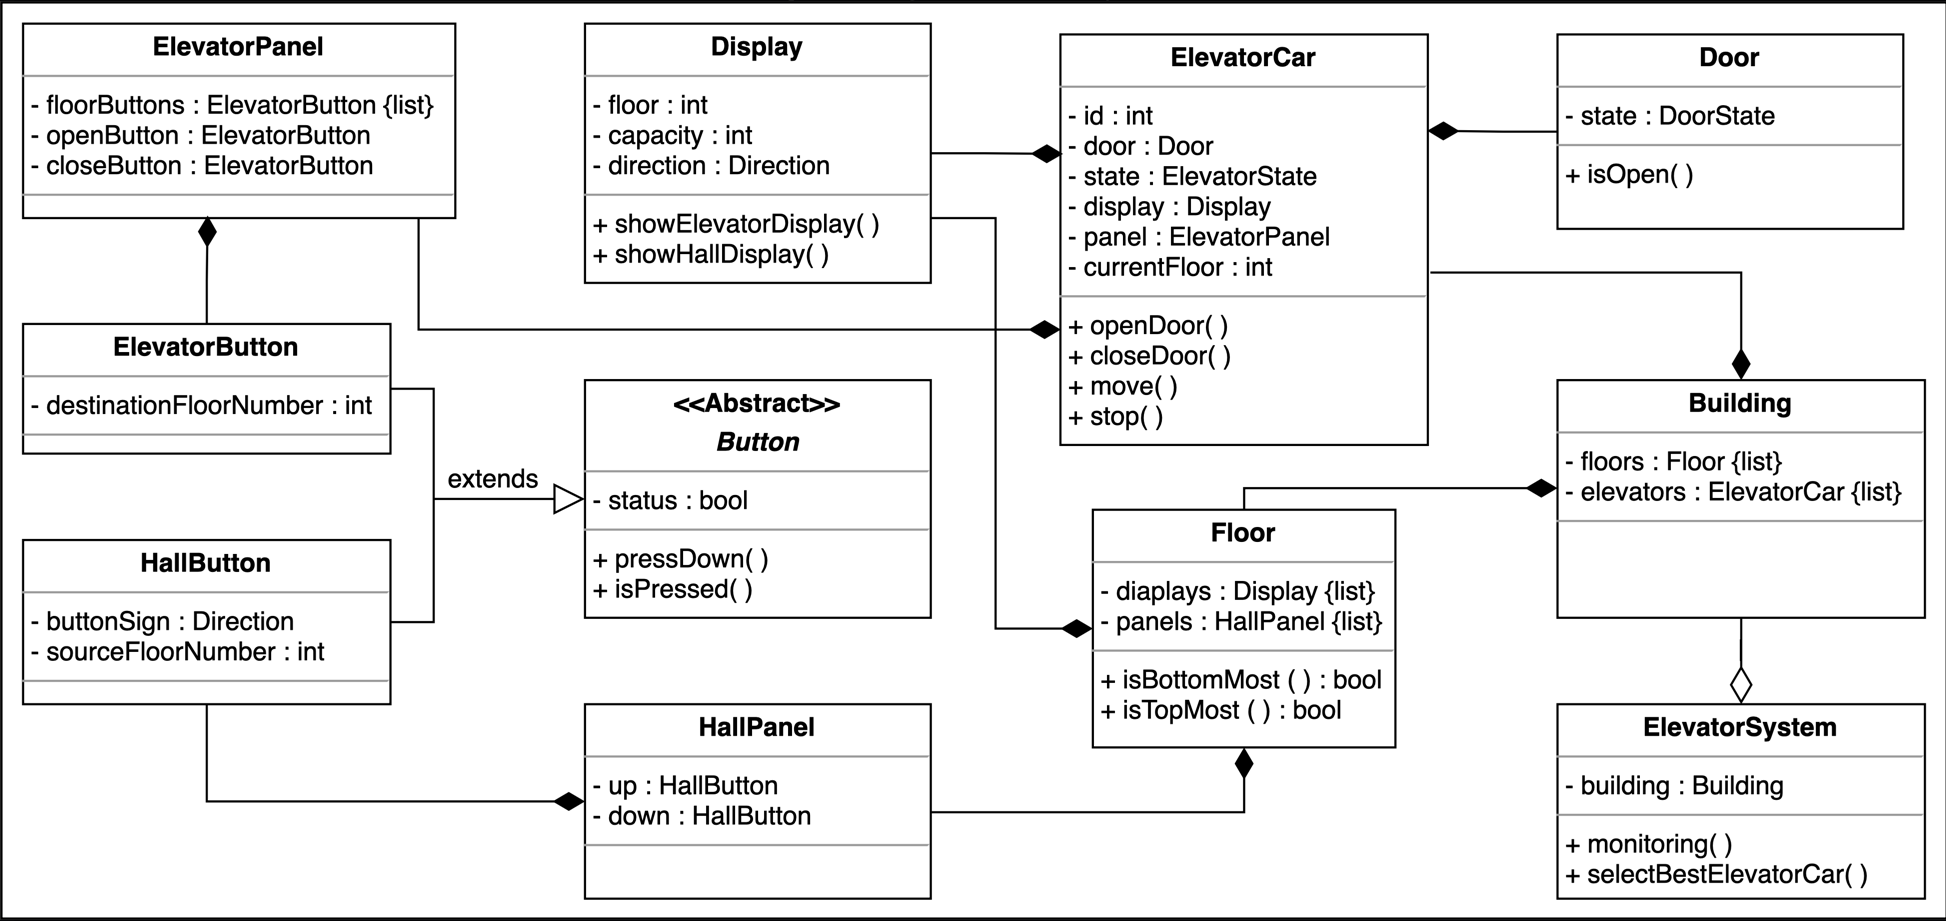 ElevatorPanel
- floorButtons : ElevatorButton {list}
- openButton : ElevatorButton
- closeButton : ElevatorButton
Display
- floor : int
- capacity : int
- direction : Direction
+ showElevatorDisplay( )
+ showHallDisplay( )
ElevatorCar
- id : int
- door : Door
- state : ElevatorState
- display : Display
- panel : ElevatorPanel
- currentFloor : int
+ openDoor( )
+ closeDoor( )
+ move( )
+ stop( )
Door
- state : DoorState
+ isOpen( )
ElevatorButton
- destinationFloorNumber : int
extends
<<Abstract>>
Button
- status : bool
+ pressDown( )
+ isPressed( )
Building
- floors : Floor {list}
- elevators : ElevatorCar {list}
HallButton
- buttonSign : Direction
- sourceFloorNumber : int
Floor
- diaplays : Display {list}
- panels : HallPanel {list}
+ isBottomMost ( ) : bool
+ isTopMost ( ) : bool
HallPanel
- up : HallButton
- down : HallButton
ElevatorSystem
- building : Building
+ monitoring( )
+ selectBestElevatorCar( )